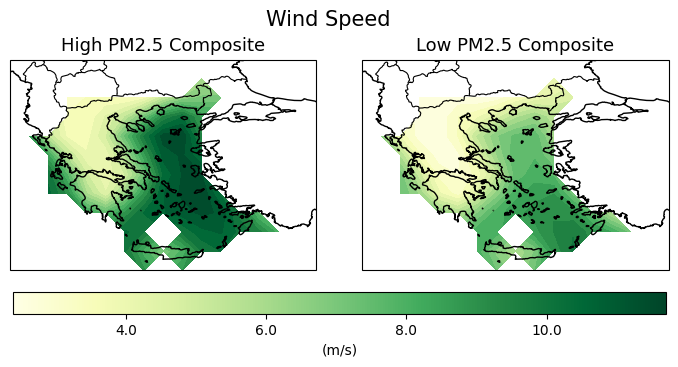 Wind Speed
High PM2.5 Composite
Low PM2.5 Composite
4.0
6.0
8.0
10.0
(m/s)